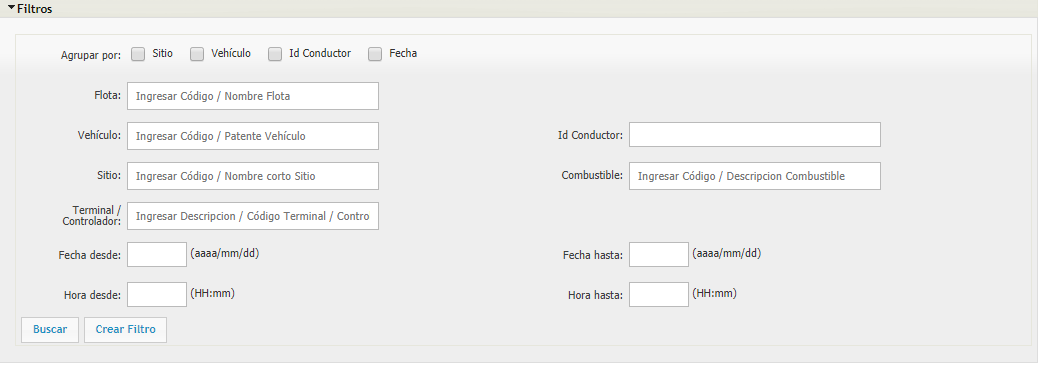 Filtros
Agrupar por: Sitio Vehículo Id Conductor Fecha
Flota: Ingresar Código / Nombre Flota
Vehículo: Ingresar Código / Patente Vehículo Id Conductor:
Sitio: Ingresar Código / Nombre corto Sitio Combustible: Ingresar Código / Descripcion Combustible
Terminal /
Controlador: Ingresar Descripcion / Código Terminal / Contro
Fecha desde: (aaaa/mm/dd) Fecha hasta: (aaaa/mm/dd)
Hora desde: (HH:mm) Hora hasta: (HH:mm)
Buscar Crear Filtro